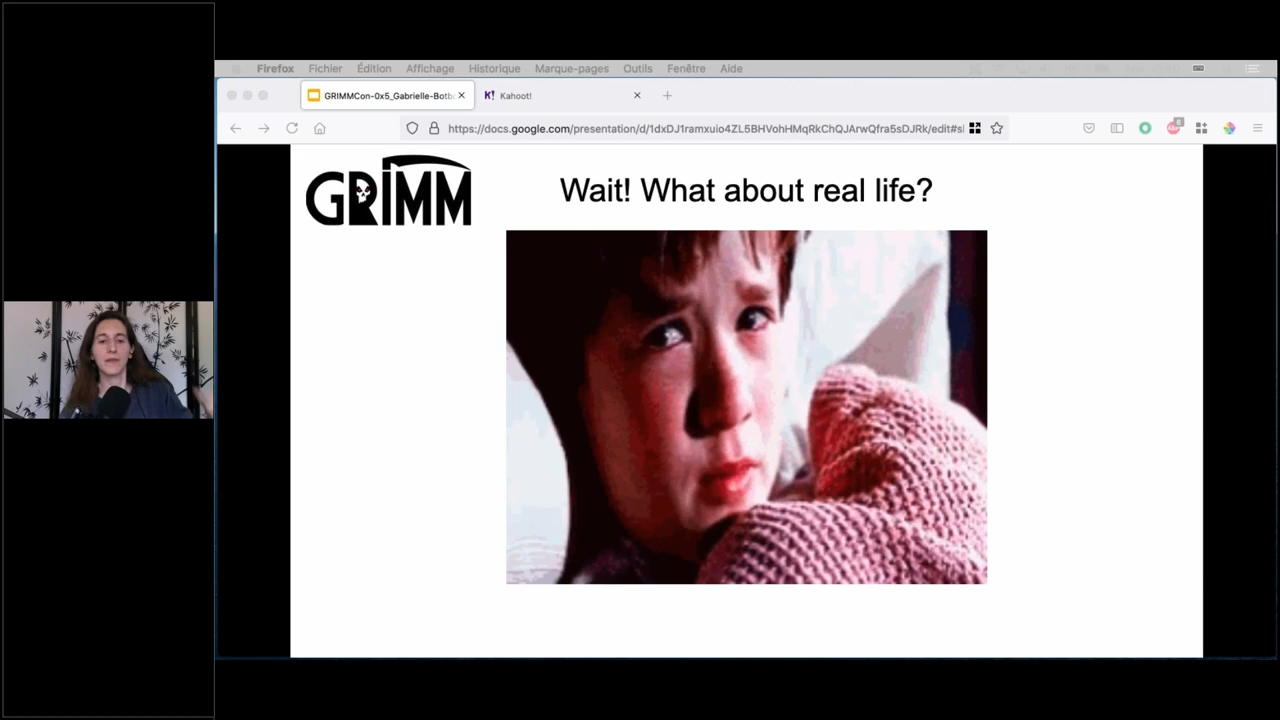 Firefox Fichier Édition Affichage Historique Marque-pages Outils Fenêtre Aide
GRIMMCon-0x5_Gabrielle-Botb
K! Kahoot!
https://docs.google.com/presentation/d/1dxDJ1ramxuio4ZL5BHVohHMqRkChQJArwQfra5sDJRk/edit#sl
6
GRIMM
Wait! What about real life?